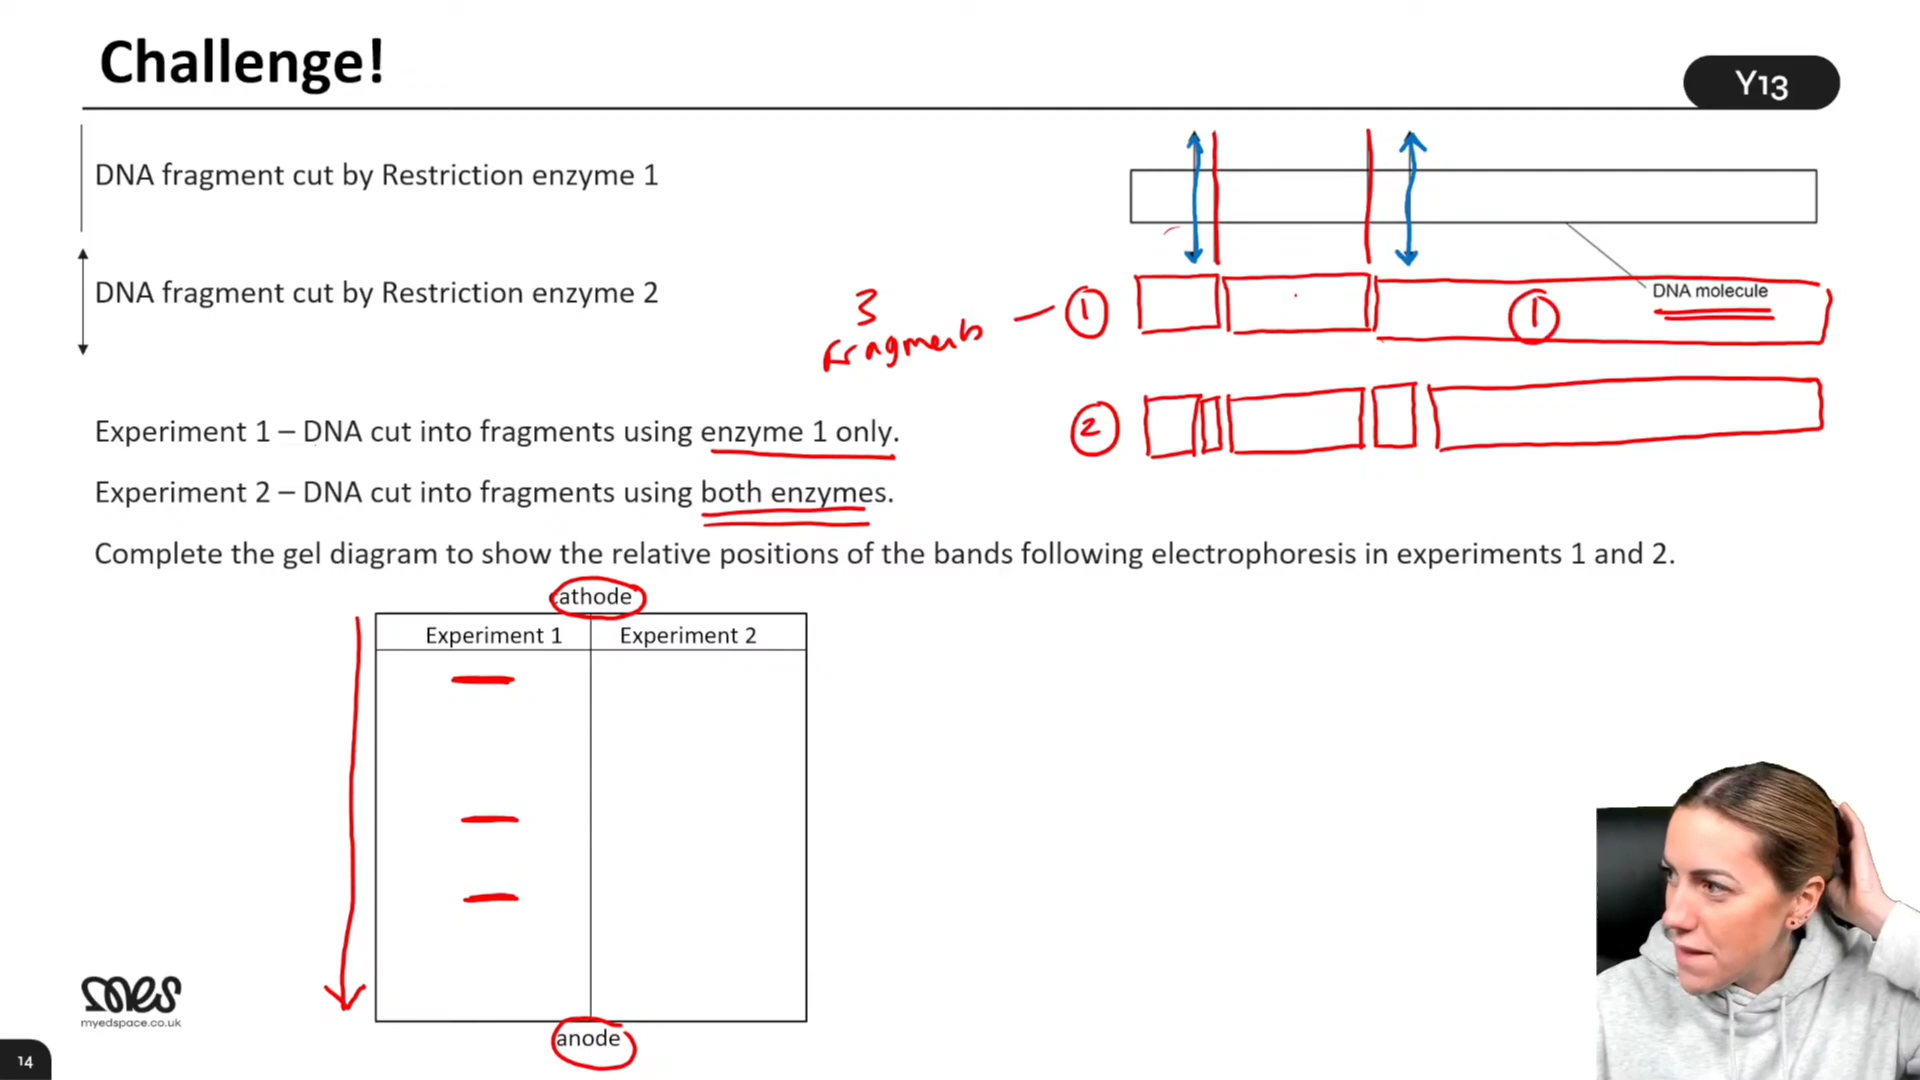 Challenge!
Y13
DNA fragment cut by Restriction enzyme 1
DNA fragment cut by Restriction enzyme 2
DNA molecule
3
fragments
1
1
2
Experiment 1 – DNA cut into fragments using enzyme 1 only.
Experiment 2 – DNA cut into fragments using both enzymes.
Complete the gel diagram to show the relative positions of the bands following electrophoresis in experiments 1 and 2.
cathode
Experiment 1 Experiment 2
anode
mes
myedspace.co.uk
14